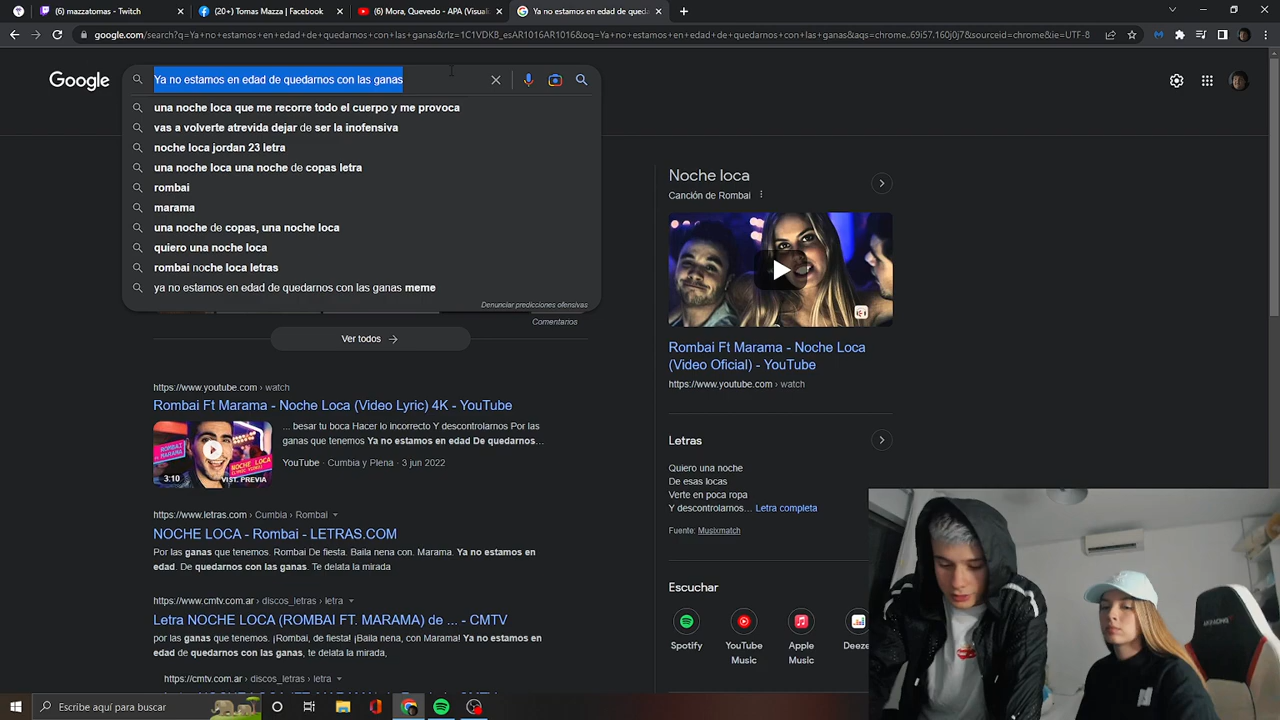 (6) mazzatomas - Twitch
(20+) Tomas Mazza | Facebook
(6) Mora, Quevedo - APA (Visuali
Ya no estamos en edad de qued
google.com/search?q=Ya+no+estamos+en+edad+de+quedarnos+con+las+ganas&rlz=1C1VDKB_esAR1016AR1016&oq=Ya+no+estamos+en+edad+de+quedarnos+con+las+ganas&aqs=chrome..69i57.160j0j7&sourceid=chrome&ie=UTF-8
Google
Ya no estamos en edad de quedarnos con las ganas
una noche loca que me recorre todo el cuerpo y me provoca
vas a volverte atrevida dejar de ser la inofensiva
noche loca jordan 23 letra
una noche loca una noche de copas letra
rombai
marama
una noche de copas, una noche loca
quiero una noche loca
rombai noche loca letras
ya no estamos en edad de quedarnos con las ganas meme
Denunciar predicciones ofensivas
Comentarios
Ver todos
https://www.youtube.com › watch
Rombai Ft Marama - Noche Loca (Video Lyric) 4K - YouTube
ROMBAI
MARAMA
NOCHE LOCA
3:10
VIST. PREVIA
... besar tu boca Hacer lo incorrecto Y descontrolarnos Por las
ganas que tenemos Ya no estamos en edad De quedarnos...
YouTube · Cumbia y Plena · 3 jun 2022
https://www.letras.com › Cumbia › Rombai
NOCHE LOCA - Rombai - LETRAS.COM
Por las ganas que tenemos. Rombai De fiesta. Baila nena con. Marama. Ya no estamos en
edad. De quedarnos con las ganas. Te delata la mirada
https://www.cmtv.com.ar › discos_letras › letra
Letra NOCHE LOCA (ROMBAI FT. MARAMA) de ... - CMTV
por las ganas que tenemos. ¡Rombai, de fiesta! ¡Baila nena, con Marama! Ya no estamos en
edad de quedarnos con las ganas, te delata la mirada,
https://cmtv.com.ar › discos_letras › letra
Noche loca
Canción de Rombai
Rombai Ft Marama - Noche Loca
(Video Oficial) - YouTube
https://www.youtube.com › watch
Letras
Quiero una noche
De esas locas
Verte en poca ropa
Y descontrolarnos... Letra completa
Fuente: Musixmatch
Escuchar
Spotify
YouTube
Music
Apple
Music
Deeze
Escribe aquí para buscar